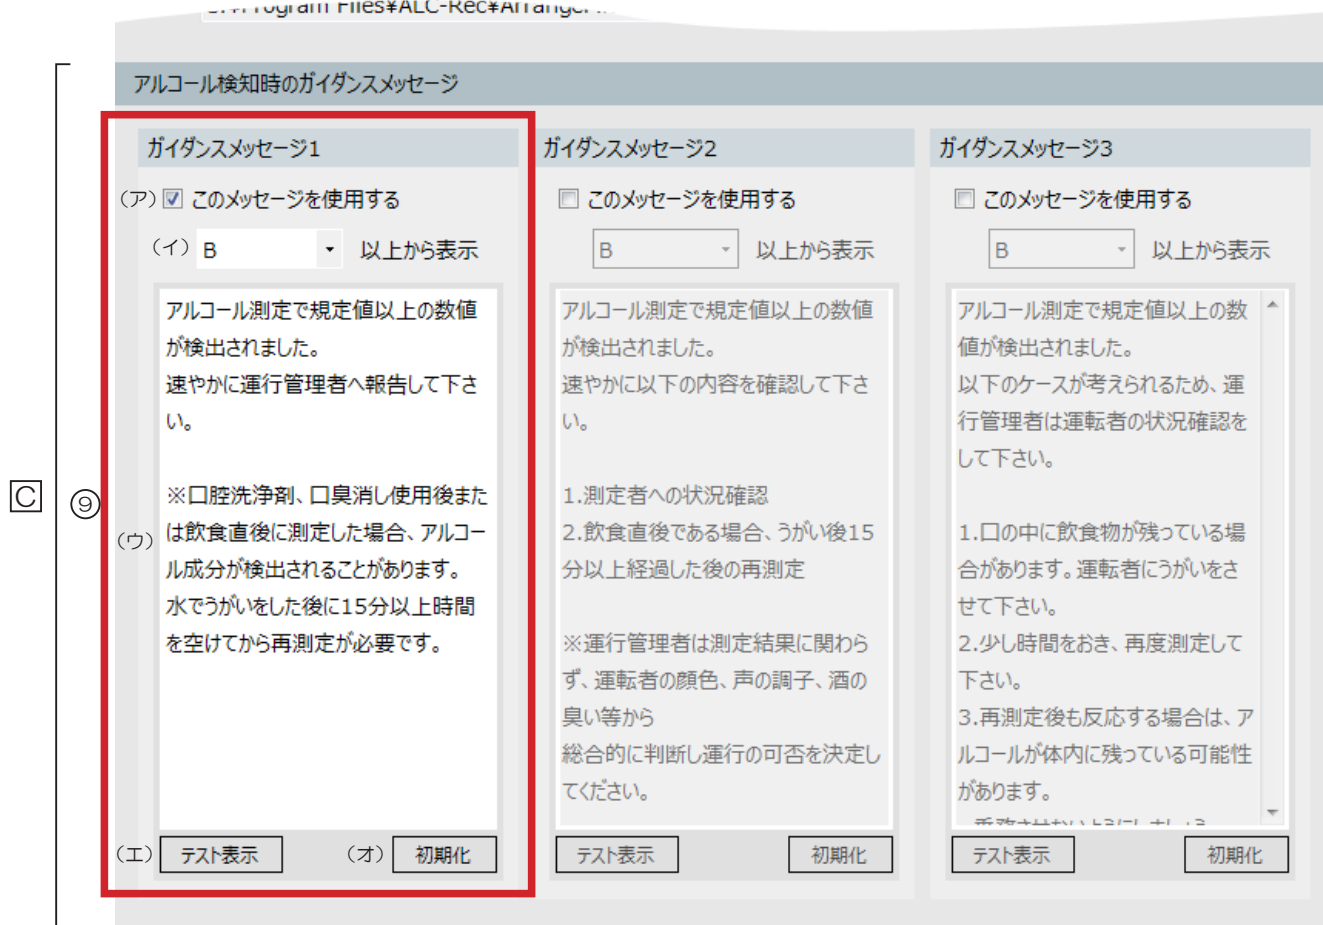 C:¥Program Files¥ALC-Rec¥Arrange
アルコール検知時のガイダンスメッセージ
C
⑨
ガイダンスメッセージ1
(ア) このメッセージを使用する
(イ) B 以上から表示
(ウ)
アルコール測定で規定値以上の数値
が検出されました。
速やかに運行管理者へ報告して下さ
い。
※口腔洗浄剤、口臭消し使用後また
は飲食直後に測定した場合、アルコー
ル成分が検出されることがあります。
水でうがいをした後に15分以上時間
を空けてから再測定が必要です。
(エ) テスト表示 (オ) 初期化
ガイダンスメッセージ2
このメッセージを使用する
B 以上から表示
アルコール測定で規定値以上の数値
が検出されました。
速やかに以下の内容を確認して下さ
い。
1.測定者への状況確認
2.飲食直後である場合、うがい後15
分以上経過した後の再測定
※運行管理者は測定結果に関わら
ず、運転者の顔色、声の調子、酒の
臭い等から
総合的に判断し運行の可否を決定し
てください。
テスト表示 初期化
ガイダンスメッセージ3
このメッセージを使用する
B 以上から表示
アルコール測定で規定値以上の数
値が検出されました。
以下のケースが考えられるため、運
行管理者は運転者の状況確認を
して下さい。
1.口の中に飲食物が残っている場
合があります。運転者にうがいをさ
せて下さい。
2.少し時間をおき、再度測定して
下さい。
3.再測定後も反応する場合は、ア
ルコールが体内に残っている可能性
があります。
テスト表示 初期化